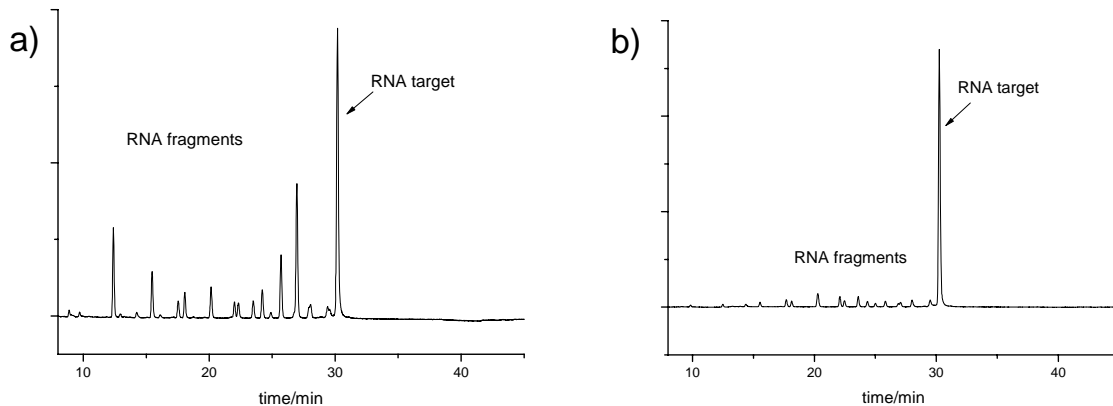 a)
RNA target
RNA fragments
10 20 30 40
time/min
b)
RNA target
RNA fragments
10 20 30 40
time/min